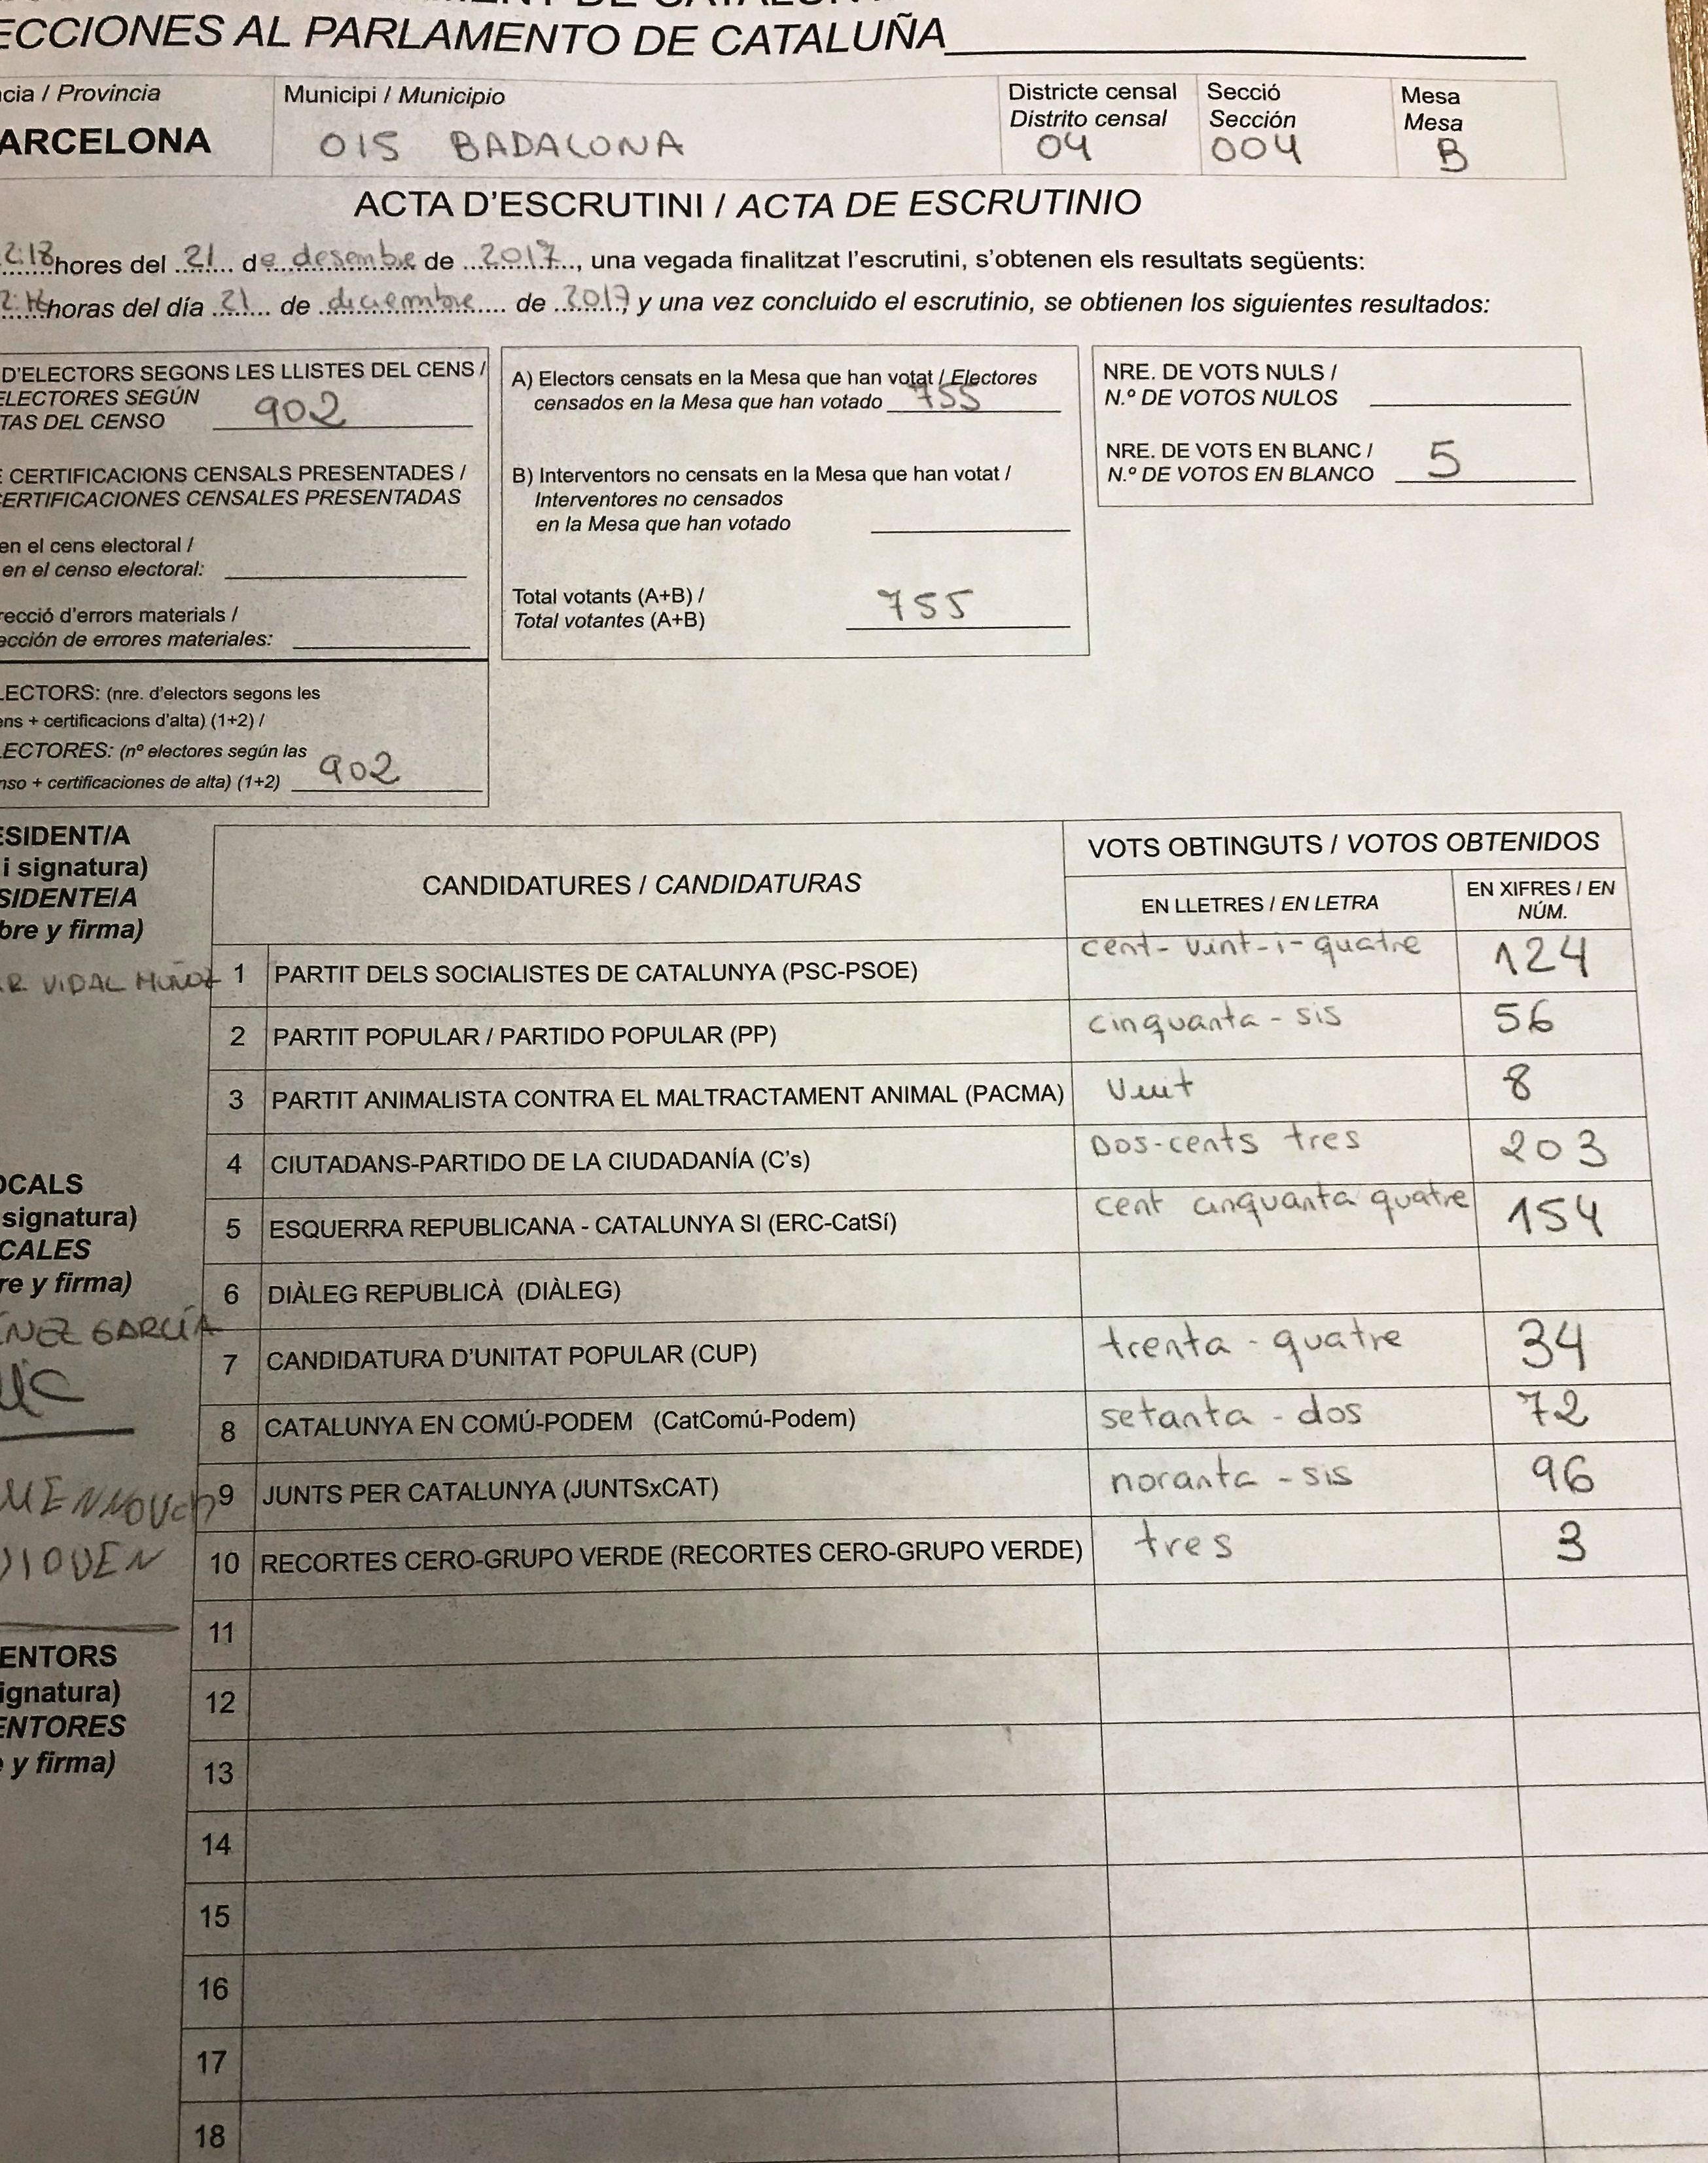 ECCIONES AL PARLAMENTO DE CATALUÑA
cia / Provincia
ARCELONA
Municipi / Municipio
015 BADALONA
Districte censal
Distrito censal
04
Secció
Sección
004
Mesa
Mesa
B
ACTA D'ESCRUTINI / ACTA DE ESCRUTINIO
hores del 21 de desembre de 2017, una vegada finalitzat l'escrutini, s'obtenen els resultats següents:
horas del día 21 de diciembre de 2017 y una vez concluido el escrutinio, se obtienen los siguientes resultados:
D'ELECTORS SEGONS LES LLISTES DEL CENS /
ELECTORES SEGÚN
TAS DEL CENSO 902
CERTIFICACIONS CENSALS PRESENTADES /
CERTIFICACIONES CENSALES PRESENTADAS
en el cens electoral /
en el censo electoral:
recció d'errors materials /
cción de errores materiales:
ECTORS: (nre. d'electors segons les
ns + certificacions d'alta) (1+2) /
ECTORES: (nº electores según las
nso + certificaciones de alta) (1+2) 902
A) Electors censats en la Mesa que han votat / Electores
censados en la Mesa que han votado 755
B) Interventors no censats en la Mesa que han votat /
Interventores no censados
en la Mesa que han votado
Total votants (A+B) /
Total votantes (A+B) 755
NRE. DE VOTS NULS /
N.º DE VOTOS NULOS
NRE. DE VOTS EN BLANC /
N.º DE VOTOS EN BLANCO 5
SIDENTIA
i signatura)
SIDENTEIA
bre y firma)
R VIDAL MUÑOZ
OCALS
signatura)
CALES
re y firma)
GARCÍA
ENTORS
ignatura)
ENTORES
y firma)
CANDIDATURES / CANDIDATURAS
VOTS OBTINGUTS / VOTOS OBTENIDOS
EN LLETRES / EN LETRA
EN XIFRES / EN
NÚM.
1 PARTIT DELS SOCIALISTES DE CATALUNYA (PSC-PSOE) cent-vint-i-quatre 124
2 PARTIT POPULAR / PARTIDO POPULAR (PP) cinquanta-sis 56
3 PARTIT ANIMALISTA CONTRA EL MALTRACTAMENT ANIMAL (PACMA) Vuit 8
4 CIUTADANS-PARTIDO DE LA CIUDADANÍA (C's) Dos-cents tres 203
5 ESQUERRA REPUBLICANA - CATALUNYA SI (ERC-CatSí) cent cinquanta quatre 154
6 DIÀLEG REPUBLICÀ (DIÀLEG)
7 CANDIDATURA D'UNITAT POPULAR (CUP) trenta-quatre 34
8 CATALUNYA EN COMÚ-PODEM (CatComú-Podem) setanta-dos 72
9 JUNTS PER CATALUNYA (JUNTSxCAT) noranta-sis 96
10 RECORTES CERO-GRUPO VERDE (RECORTES CERO-GRUPO VERDE) tres 3
11
12
13
14
15
16
17
18